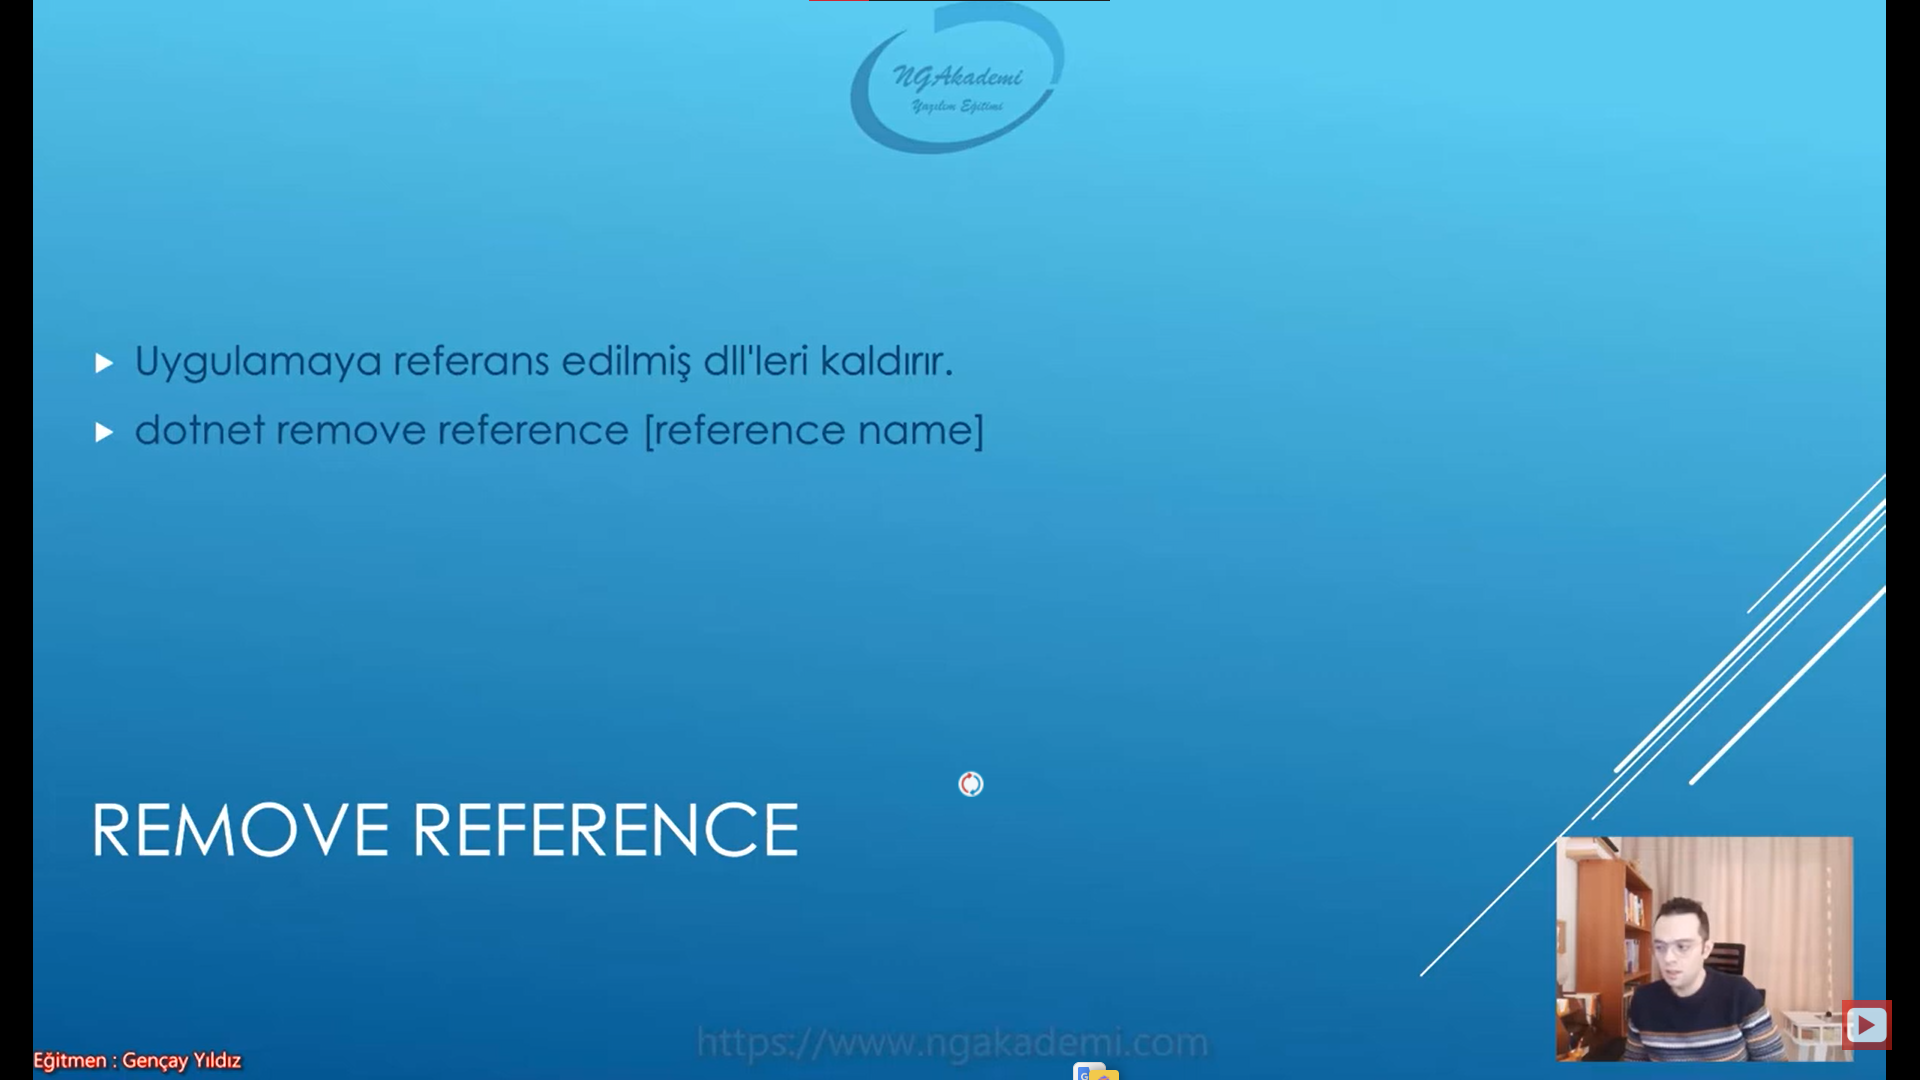 NGAkademi
Yazılım Eğitimi
Uygulamaya referans edilmiş dll'leri kaldırır.
dotnet remove reference [reference name]
REMOVE REFERENCE
https://www.ngakademi.com
Eğitmen : Gençay Yıldız
G